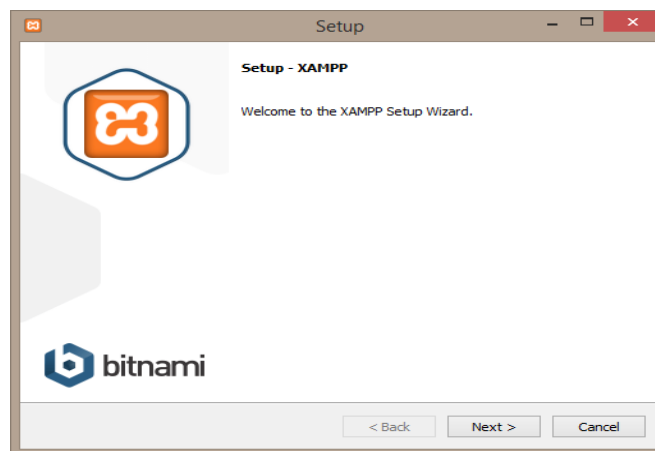 Setup
Setup - XAMPP
Welcome to the XAMPP Setup Wizard.
bitnami
< Back Next > Cancel